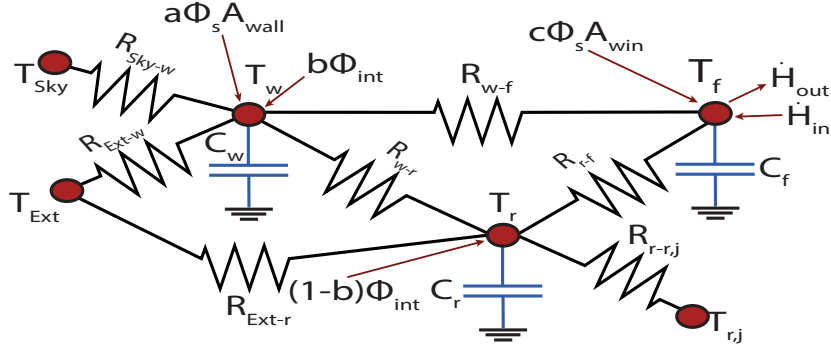 aΦsAwall
cΦsAwin
RSky-w
TSky
Tw
bΦint
Rw-f
Tf
Ḣout
Ḣin
RExt-w
Cw
Rw-r
Rr-f
Cf
TExt
Tr
Rr-r,j
RExt-r
(1-b)Φint
Cr
Tr,j